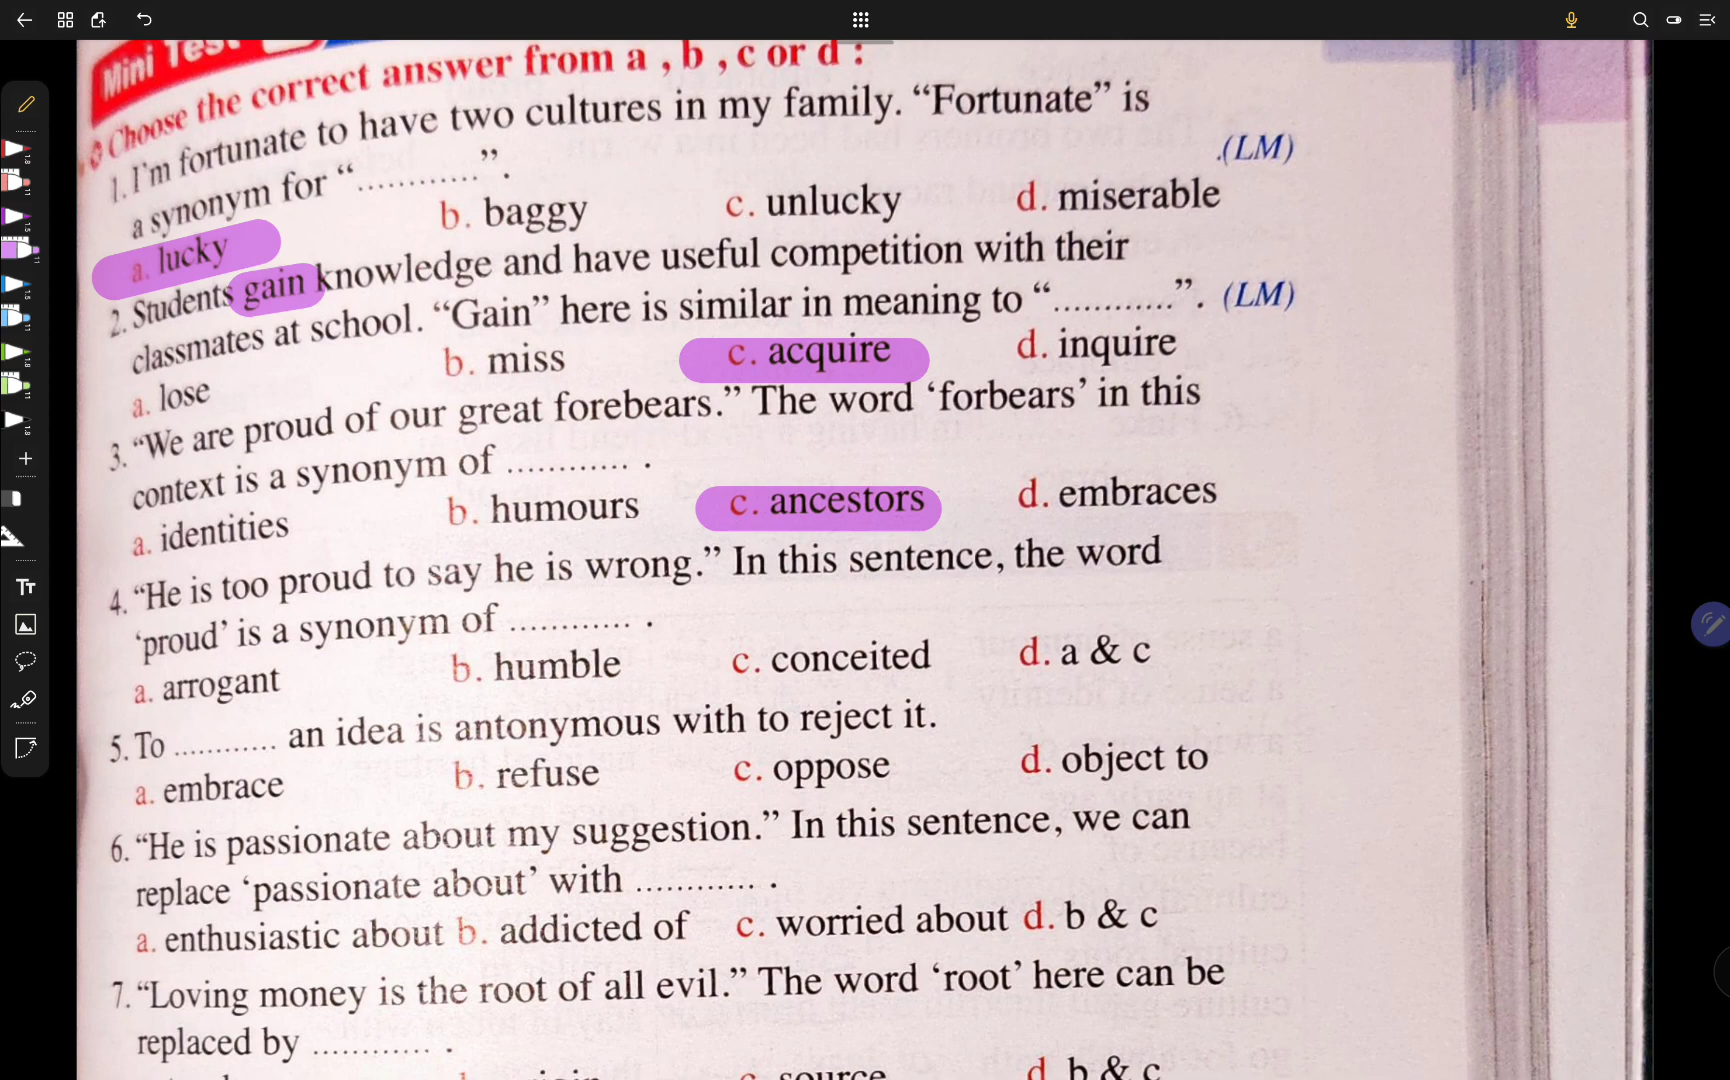 Mini Test
Choose the correct answer from a , b , c or d :
1. I'm fortunate to have two cultures in my family. “Fortunate” is
a synonym for “............”. .(LM)
a. lucky b. baggy c. unlucky d. miserable
2. Students gain knowledge and have useful competition with their
classmates at school. “Gain” here is similar in meaning to “............”. (LM)
a. lose b. miss c. acquire d. inquire
3. “We are proud of our great forebears.” The word ‘forbears’ in this
context is a synonym of ............ .
a. identities b. humours c. ancestors d. embraces
4. “He is too proud to say he is wrong.” In this sentence, the word
‘proud’ is a synonym of ............ .
a. arrogant b. humble c. conceited d. a & c
5. To ............ an idea is antonymous with to reject it.
a. embrace b. refuse c. oppose d. object to
6. “He is passionate about my suggestion.” In this sentence, we can
replace ‘passionate about’ with ............ .
a. enthusiastic about b. addicted of c. worried about d. b & c
7. “Loving money is the root of all evil.” The word ‘root’ here can be
replaced by ............ .
c. source d. b & c